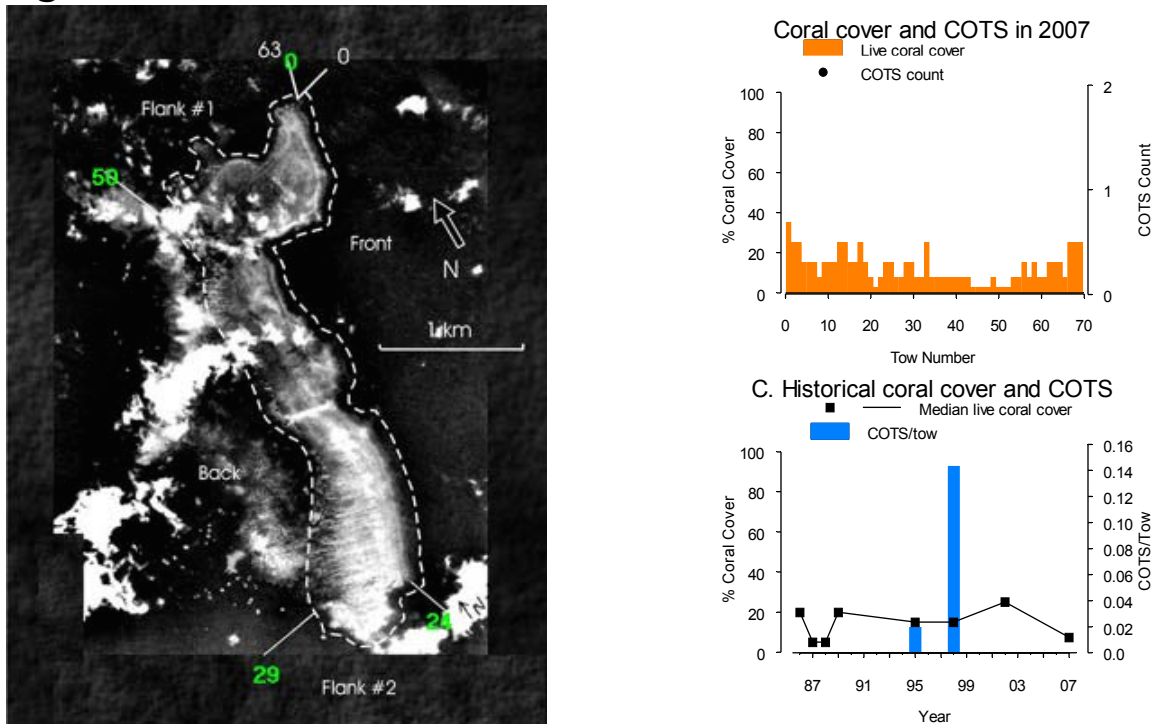 63
0
0
Flank #1
50
Front
N
1 km
Back
24
N
29
Flank #2
Coral cover and COTS in 2007
Live coral cover
COTS count
100
80
60
40
20
0
% Coral Cover
2
1
0
COTS Count
0 10 20 30 40 50 60 70
Tow Number
C. Historical coral cover and COTS
Median live coral cover
COTS/tow
100
80
60
40
20
0
% Coral Cover
0.16
0.14
0.12
0.10
0.08
0.06
0.04
0.02
0.0
COTS/Tow
87 91 95 99 03 07
Year